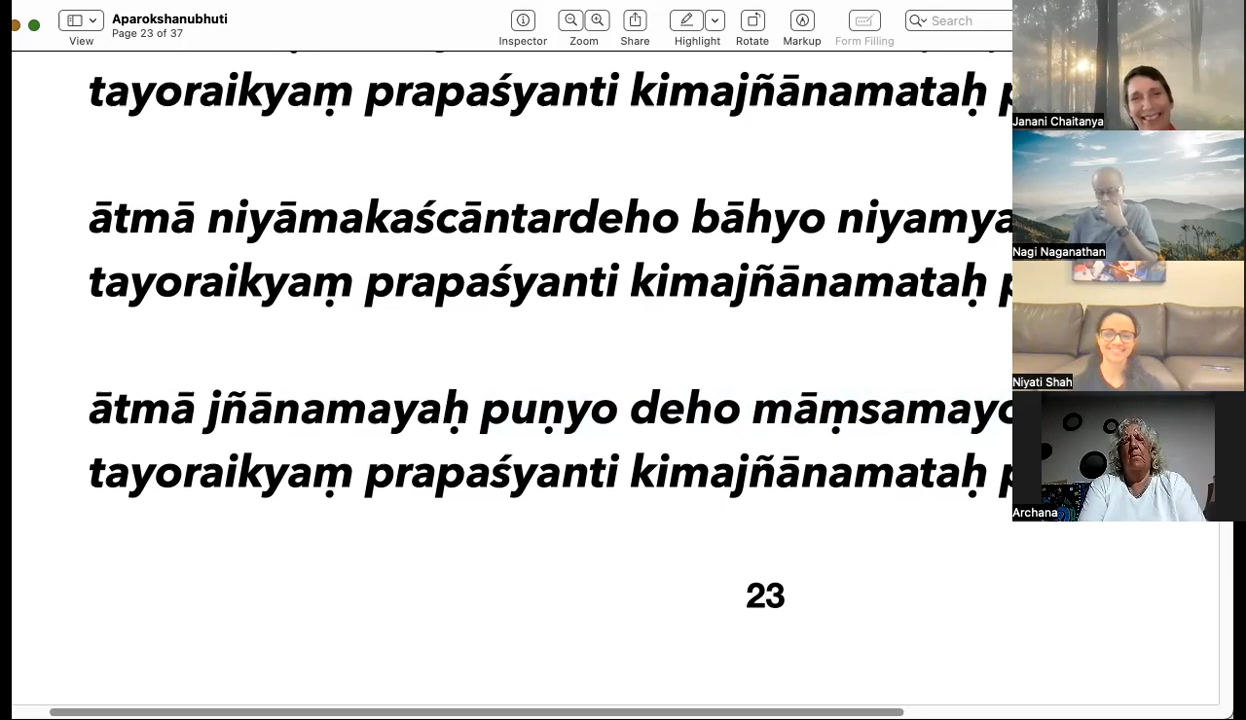 Aparokshanubhuti
Page 23 of 37
View
Inspector
Zoom
Share
Highlight
Rotate
Markup
Form Filling
Search
tayoraikyaṃ prapaśyanti kimajñānamataḥ
ātmā niyāmakaścāntardeho bāhyo niyamya
tayoraikyaṃ prapaśyanti kimajñānamataḥ
ātmā jñānamayaḥ puṇyo deho māṃsamayo
tayoraikyaṃ prapaśyanti kimajñānamataḥ
23
Janani Chaitanya
Nagi Naganathan
Niyati Shah
Archana